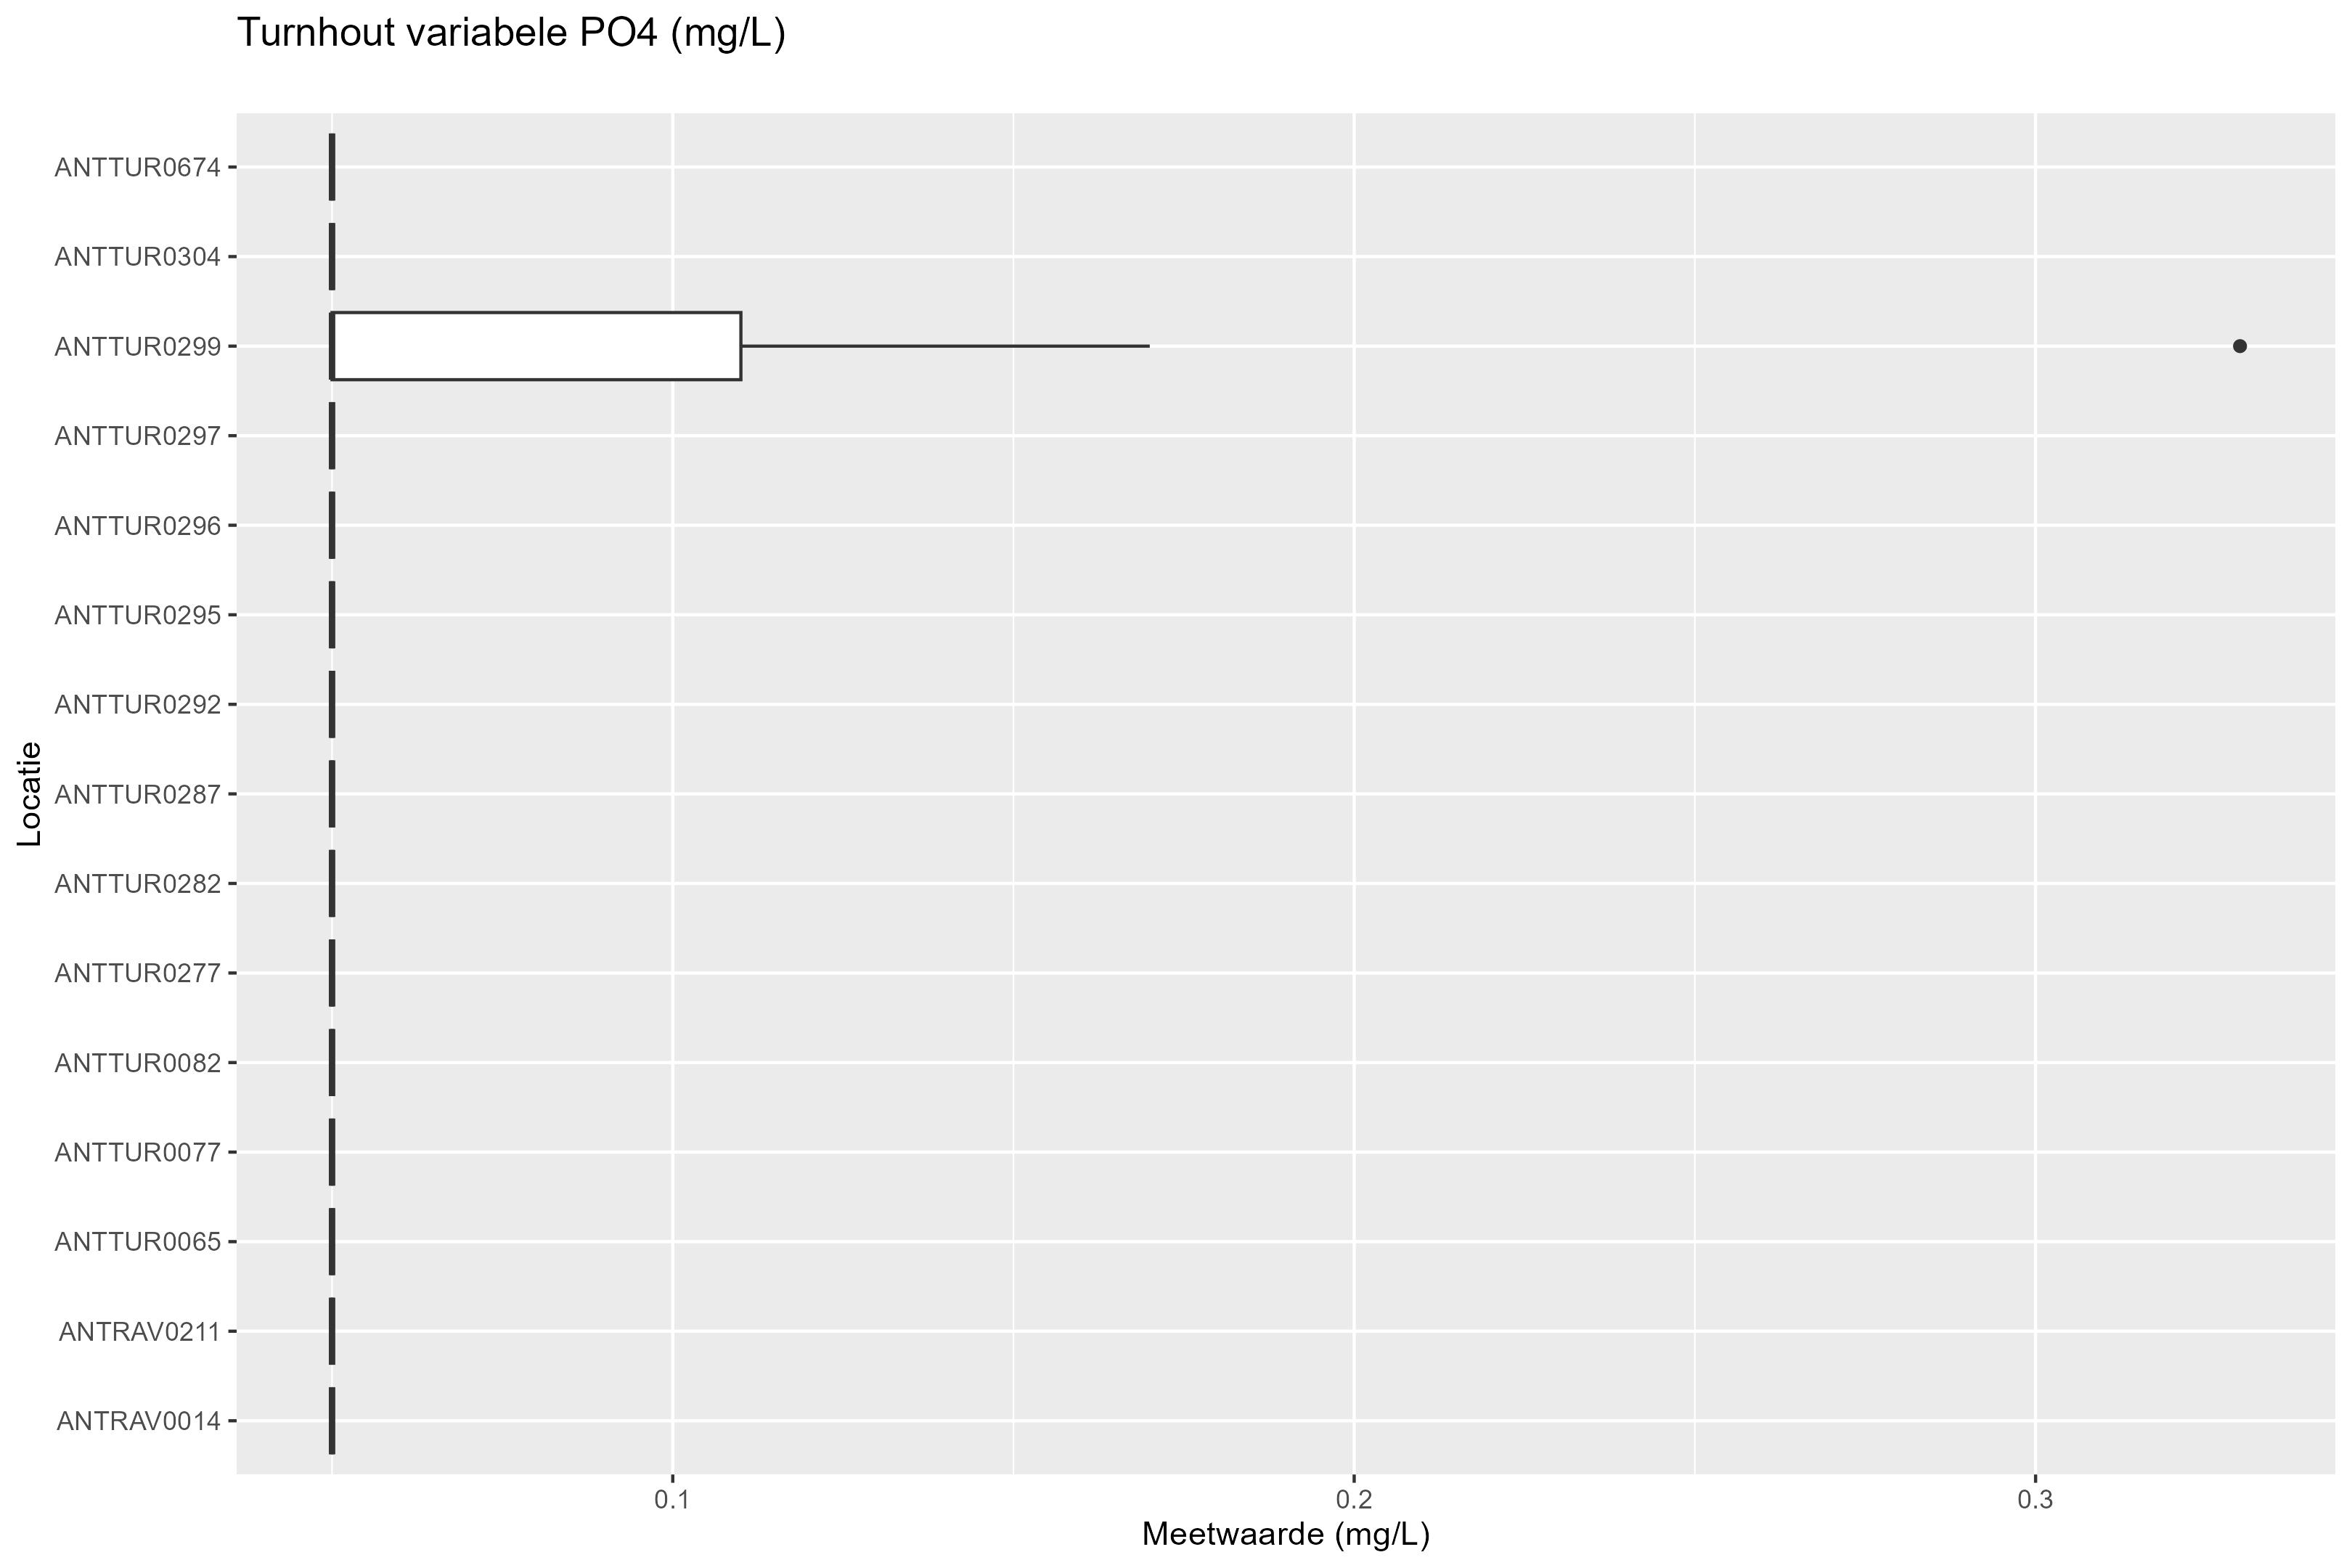 Turnhout variabele PO4 (mg/L)
ANTTUR0674
ANTTUR0304
ANTTUR0299
ANTTUR0297
ANTTUR0296
ANTTUR0295
ANTTUR0292
ANTTUR0287
ANTTUR0282
ANTTUR0277
ANTTUR0082
ANTTUR0077
ANTTUR0065
ANTRAV0211
ANTRAV0014
Locatie
0.1 0.2 0.3
Meetwaarde (mg/L)